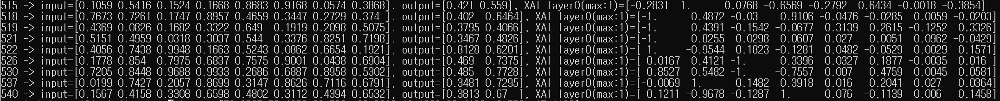 515 -> input=[0.1059 0.5416 0.1524 0.1668 0.8683 0.9168 0.0574 0.3868], output=[0.421 0.559], XAI layer0(max:1)=[-0.2831  1.      0.0768 -0.6569 -0.2792  0.6434 -0.0018 -0.3854]
518 -> input=[0.7673 0.7261 0.1747 0.8957 0.4659 0.3447 0.2729 0.374 ], output=[0.402  0.6464], XAI layer0(max:1)=[-1.      0.4872 -0.03    0.9106 -0.0476 -0.0285  0.0059 -0.0203]
519 -> input=[0.4369 0.0826 0.1682 0.3322 0.649  0.1919 0.2098 0.5075], output=[0.3795 0.4066], XAI layer0(max:1)=[-1.      0.4391 -0.1542 -0.0677  0.3139  0.2615 -0.1252  0.3326]
521 -> input=[0.5151 0.4959 0.0318 0.3037 0.544  0.3376 0.8251 0.7198], output=[0.3467 0.4826], XAI layer0(max:1)=[-1.      0.8255  0.0298  0.0607  0.027   0.0051  0.0962 -0.0429]
522 -> input=[0.4056 0.7438 0.9948 0.1663 0.5243 0.0862 0.6654 0.1921], output=[0.8128 0.6201], XAI layer0(max:1)=[ 1.     -0.9544  0.1823 -0.1281  0.0482 -0.0529  0.0029  0.1571]
526 -> input=[0.1778 0.854  0.7975 0.6837 0.7575 0.9001 0.0438 0.6904], output=[0.469  0.7375], XAI layer0(max:1)=[ 0.0167  0.4121 -1.      0.3396  0.0327  0.1877 -0.0035  0.016 ]
530 -> input=[0.7205 0.8448 0.9688 0.9933 0.2686 0.6887 0.8958 0.5302], output=[0.485  0.7728], XAI layer0(max:1)=[ 0.8527  0.5482 -1.     -0.7557  0.007   0.4759  0.0045  0.0581]
537 -> input=[0.0199 0.7427 0.2057 0.8699 0.3147 0.8626 0.7116 0.6791], output=[0.3481 0.7295], XAI layer0(max:1)=[-0.0069  1.      0.1482  0.3918  0.016   0.2041  0.027   0.0364]
540 -> input=[0.1567 0.4158 0.3308 0.6598 0.4802 0.3112 0.4394 0.6532], output=[0.3813 0.67  ], XAI layer0(max:1)=[ 0.1211 -0.9678 -0.1287  1.      0.076  -0.1139  0.006   0.1458]